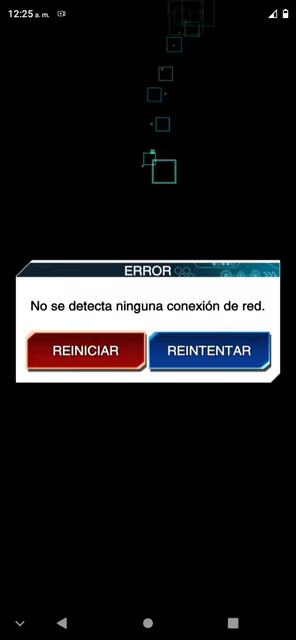 12:25 a. m.
ERROR
No se detecta ninguna conexión de red.
REINICIAR
REINTENTAR